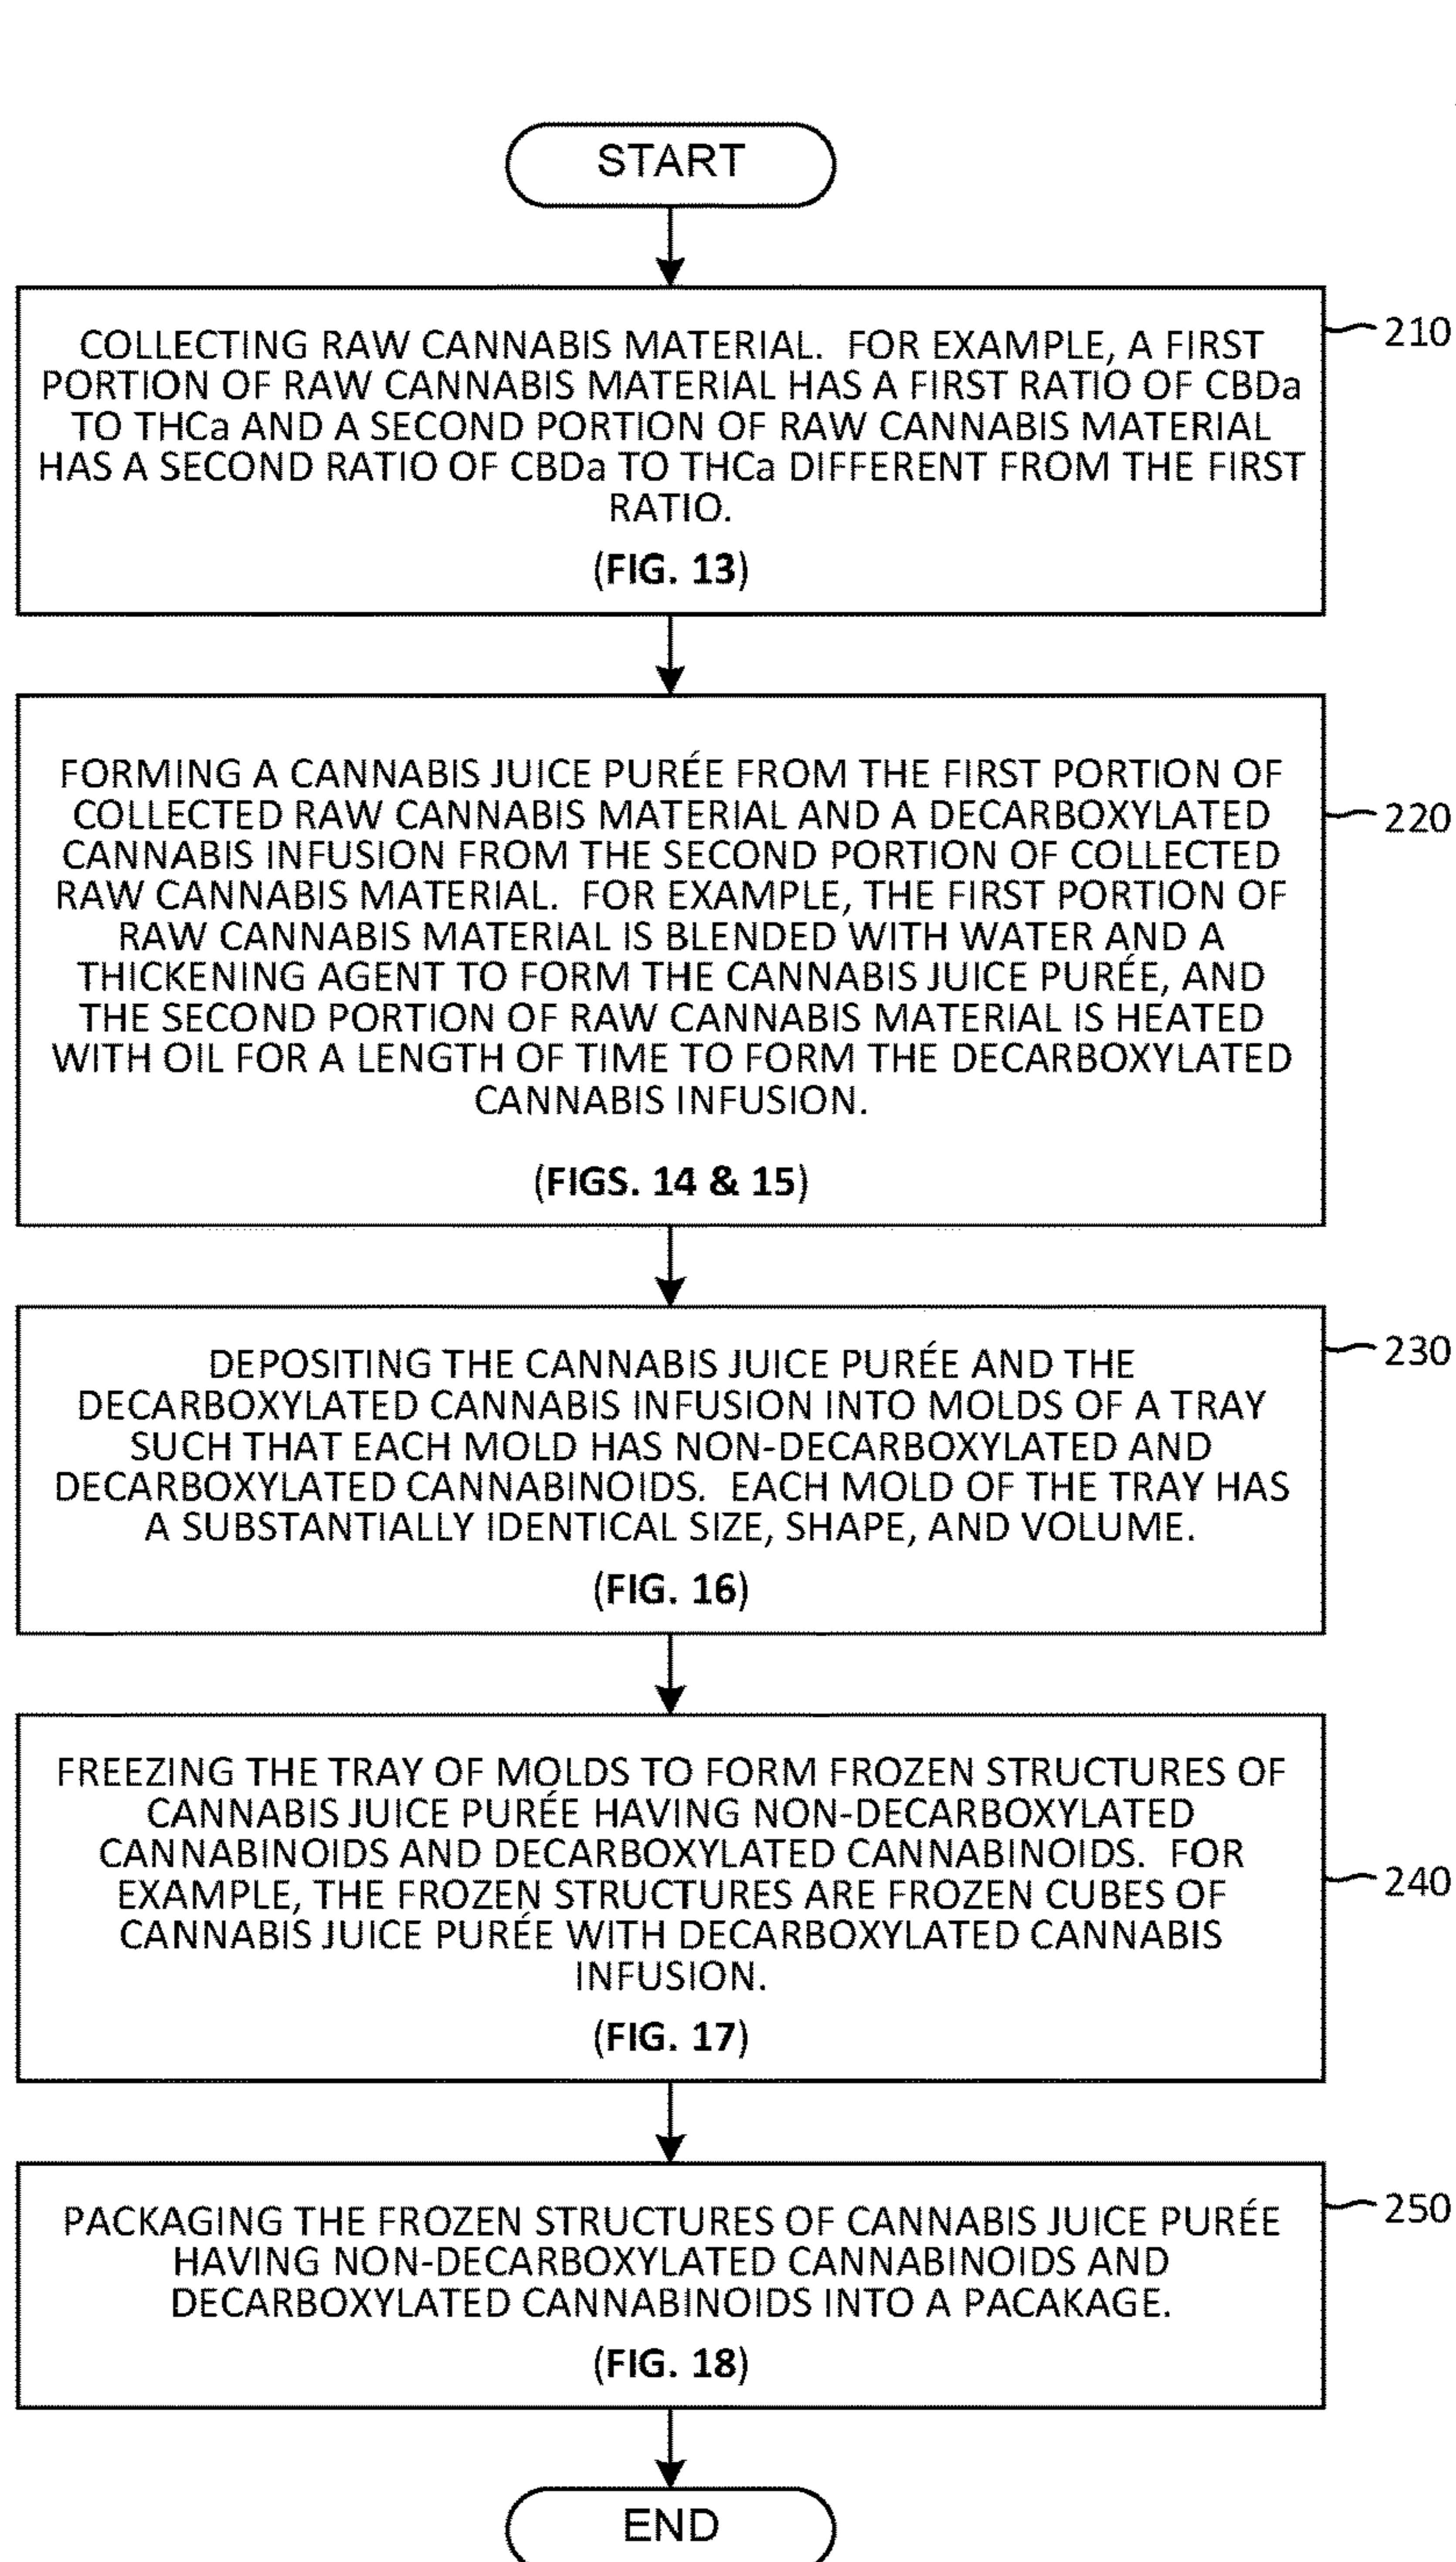 START
COLLECTING RAW CANNABIS MATERIAL. FOR EXAMPLE, A FIRST
PORTION OF RAW CANNABIS MATERIAL HAS A FIRST RATIO OF CBDa
TO THCa AND A SECOND PORTION OF RAW CANNABIS MATERIAL
HAS A SECOND RATIO OF CBDa TO THCa DIFFERENT FROM THE FIRST
RATIO.
(FIG. 13)
210
FORMING A CANNABIS JUICE PURÉE FROM THE FIRST PORTION OF
COLLECTED RAW CANNABIS MATERIAL AND A DECARBOXYLATED
CANNABIS INFUSION FROM THE SECOND PORTION OF COLLECTED
RAW CANNABIS MATERIAL. FOR EXAMPLE, THE FIRST PORTION OF
RAW CANNABIS MATERIAL IS BLENDED WITH WATER AND A
THICKENING AGENT TO FORM THE CANNABIS JUICE PURÉE, AND
THE SECOND PORTION OF RAW CANNABIS MATERIAL IS HEATED
WITH OIL FOR A LENGTH OF TIME TO FORM THE DECARBOXYLATED
CANNABIS INFUSION.
(FIGS. 14 & 15)
220
DEPOSITING THE CANNABIS JUICE PURÉE AND THE
DECARBOXYLATED CANNABIS INFUSION INTO MOLDS OF A TRAY
SUCH THAT EACH MOLD HAS NON-DECARBOXYLATED AND
DECARBOXYLATED CANNABINOIDS. EACH MOLD OF THE TRAY HAS
A SUBSTANTIALLY IDENTICAL SIZE, SHAPE, AND VOLUME.
(FIG. 16)
230
FREEZING THE TRAY OF MOLDS TO FORM FROZEN STRUCTURES OF
CANNABIS JUICE PURÉE HAVING NON-DECARBOXYLATED
CANNABINOIDS AND DECARBOXYLATED CANNABINOIDS. FOR
EXAMPLE, THE FROZEN STRUCTURES ARE FROZEN CUBES OF
CANNABIS JUICE PURÉE WITH DECARBOXYLATED CANNABIS
INFUSION.
(FIG. 17)
240
PACKAGING THE FROZEN STRUCTURES OF CANNABIS JUICE PURÉE
HAVING NON-DECARBOXYLATED CANNABINOIDS AND
DECARBOXYLATED CANNABINOIDS INTO A PACAKAGE.
(FIG. 18)
250
END